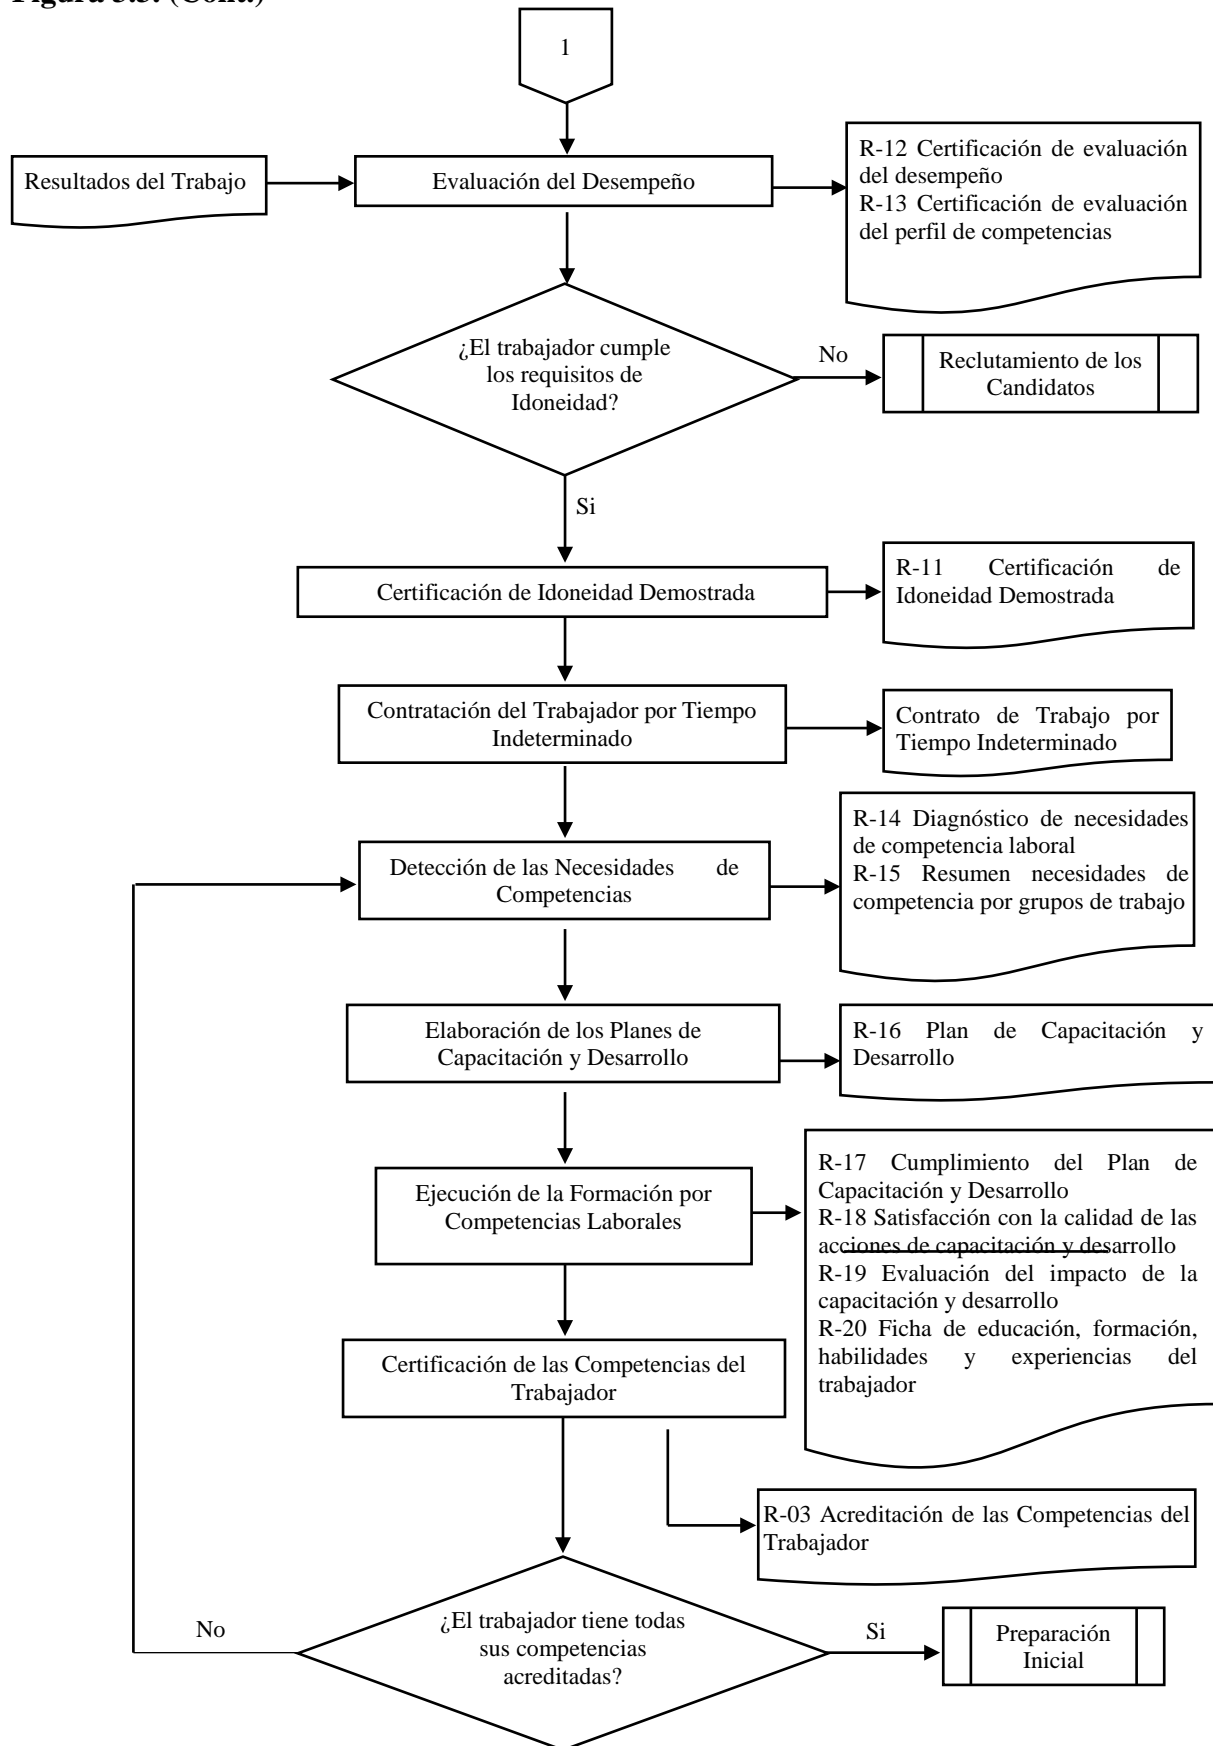 Figura 3.3. (Cont.)
1
Resultados del Trabajo
Evaluación del Desempeño
R-12 Certificación de evaluación
del desempeño
R-13 Certificación de evaluación
del perfil de competencias
¿El trabajador cumple
los requisitos de
Idoneidad?
No
Reclutamiento de los
Candidatos
Si
Certificación de Idoneidad Demostrada
R-11 Certificación de
Idoneidad Demostrada
Contratación del Trabajador por Tiempo
Indeterminado
Contrato de Trabajo por
Tiempo Indeterminado
Detección de las Necesidades de
Competencias
R-14 Diagnóstico de necesidades
de competencia laboral
R-15 Resumen necesidades de
competencia por grupos de trabajo
Elaboración de los Planes de
Capacitación y Desarrollo
R-16 Plan de Capacitación y
Desarrollo
Ejecución de la Formación por
Competencias Laborales
R-17 Cumplimiento del Plan de
Capacitación y Desarrollo
R-18 Satisfacción con la calidad de las
acciones de capacitación y desarrollo
R-19 Evaluación del impacto de la
capacitación y desarrollo
R-20 Ficha de educación, formación,
habilidades y experiencias del
trabajador
Certificación de las Competencias del
Trabajador
R-03 Acreditación de las Competencias del
Trabajador
¿El trabajador tiene todas
sus competencias
acreditadas?
No
Si
Preparación
Inicial